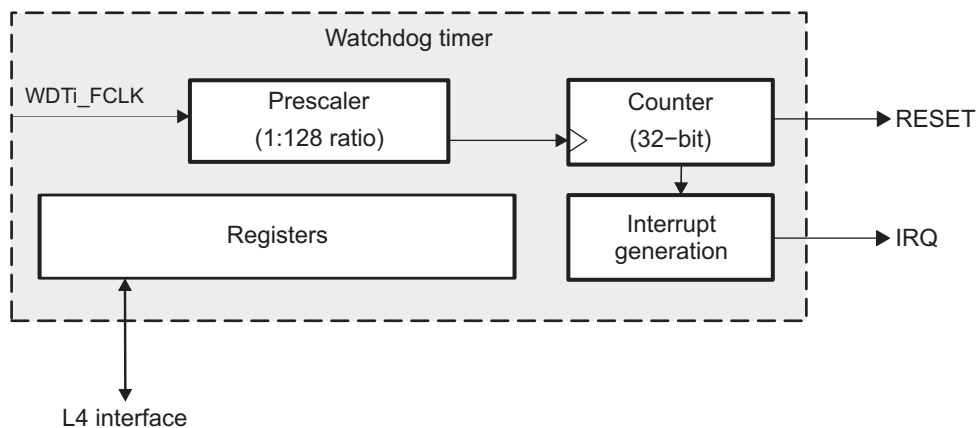 Watchdog timer
WDTi_FCLK
Prescaler
(1:128 ratio)
Counter
(32−bit)
RESET
Registers
Interrupt
generation
IRQ
L4 interface